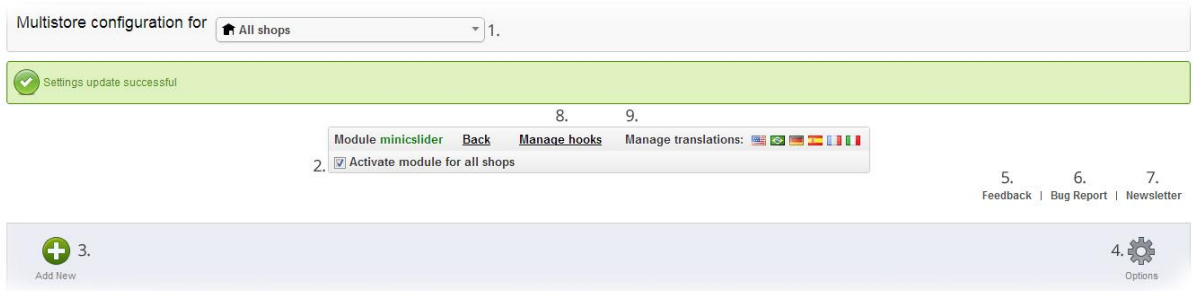 Multistore configuration for All shops 1.
Settings update successful
8. 9.
Module minicslider Back Manage hooks Manage translations:
2. Activate module for all shops
5. 6. 7.
Feedback | Bug Report | Newsletter
3. 4.
Add New Options